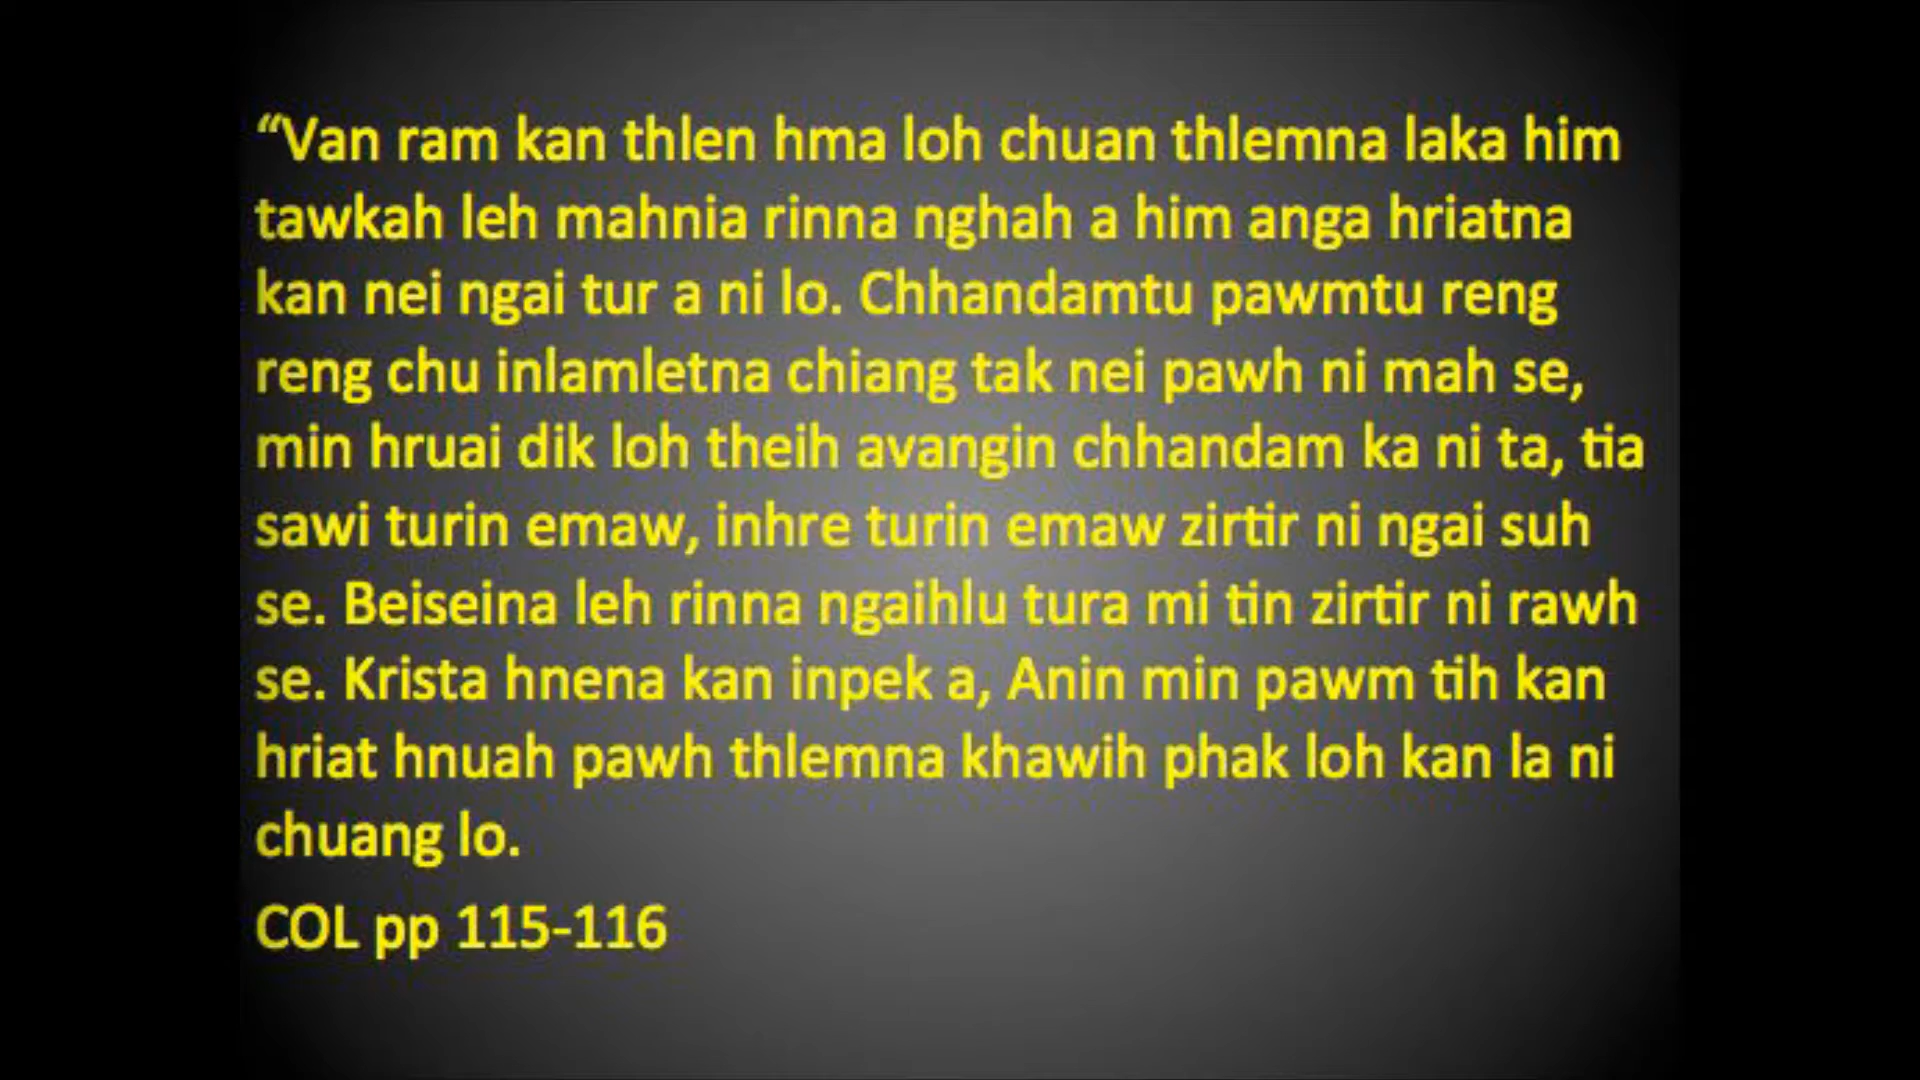 “Van ram kan thlen hma loh chuan thlemna laka him
tawkah leh mahnia rinna nghah a him anga hriatna
kan nei ngai tur a ni lo. Chhandamtu pawmtu reng
reng chu inlamletna chiang tak nei pawh ni mah se,
min hruai dik loh theih avangin chhandam ka ni ta, tia
sawi turin emaw, inhre turin emaw zirtir ni ngai suh
se. Beiseina leh rinna ngaihlu tura mi tin zirtir ni rawh
se. Krista hnena kan inpek a, Anin min pawm tih kan
hriat hnuah pawh thlemna khawih phak loh kan la ni
chuang lo.
COL pp 115-116